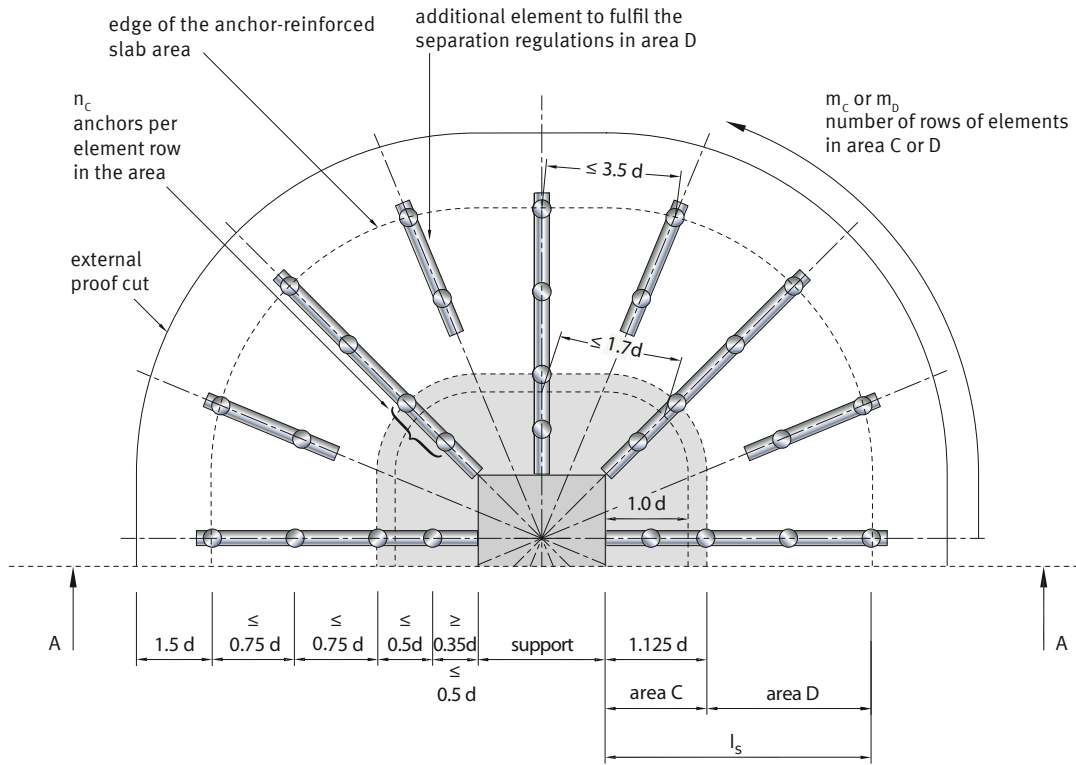 edge of the anchor-reinforced
slab area
additional element to fulfil the
separation regulations in area D
n_C
anchors per
element row
in the area
m_C or m_D
number of rows of elements
in area C or D
≤ 3.5 d
external
proof cut
≤ 1.7d
1.0 d
A
A
1.5 d
≤
0.75 d
≤
0.75 d
≤
0.5d
≥
0.35d
≤
0.5 d
support
1.125 d
area C
area D
l_s